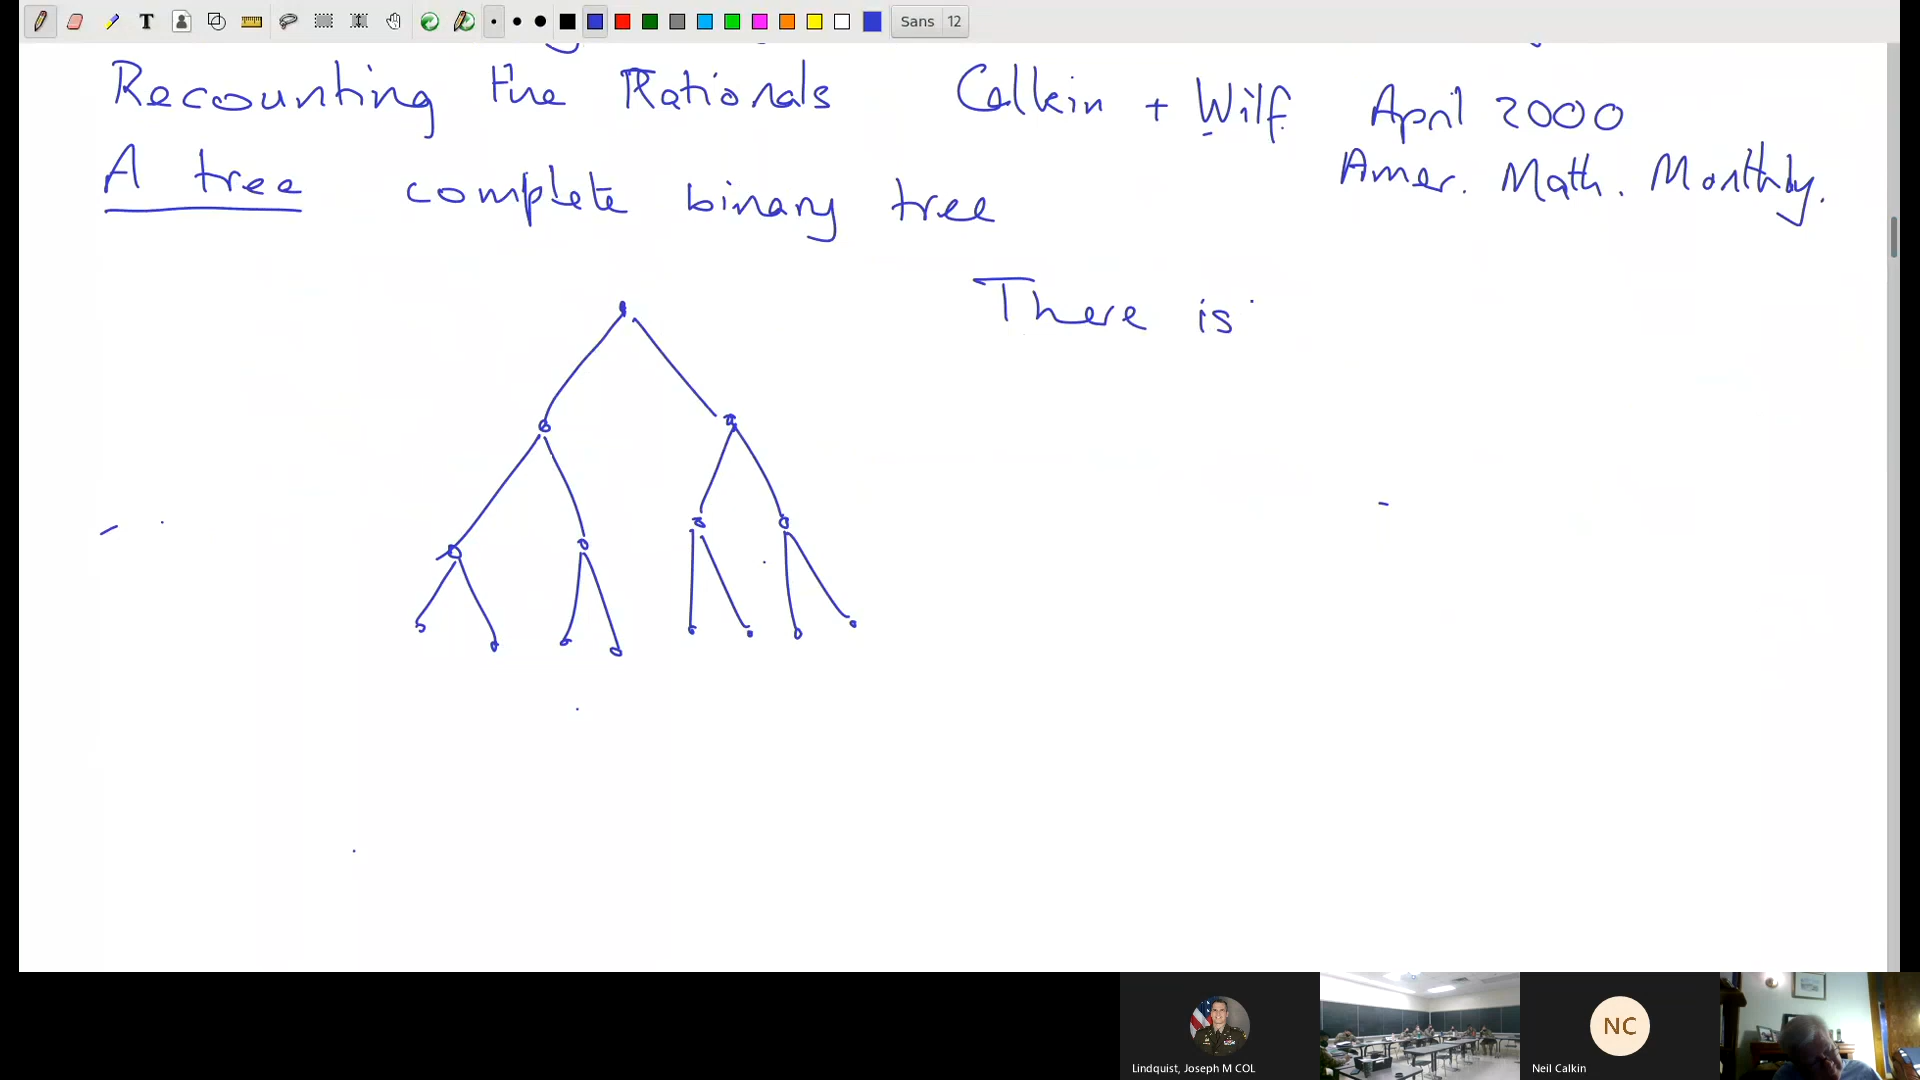 T Sans 12
Recounting the Rationals Calkin + Wilf April 2000
Amer. Math. Monthly.
A tree complete binary tree
There is
NC
Lindquist, Joseph M COL
Neil Calkin